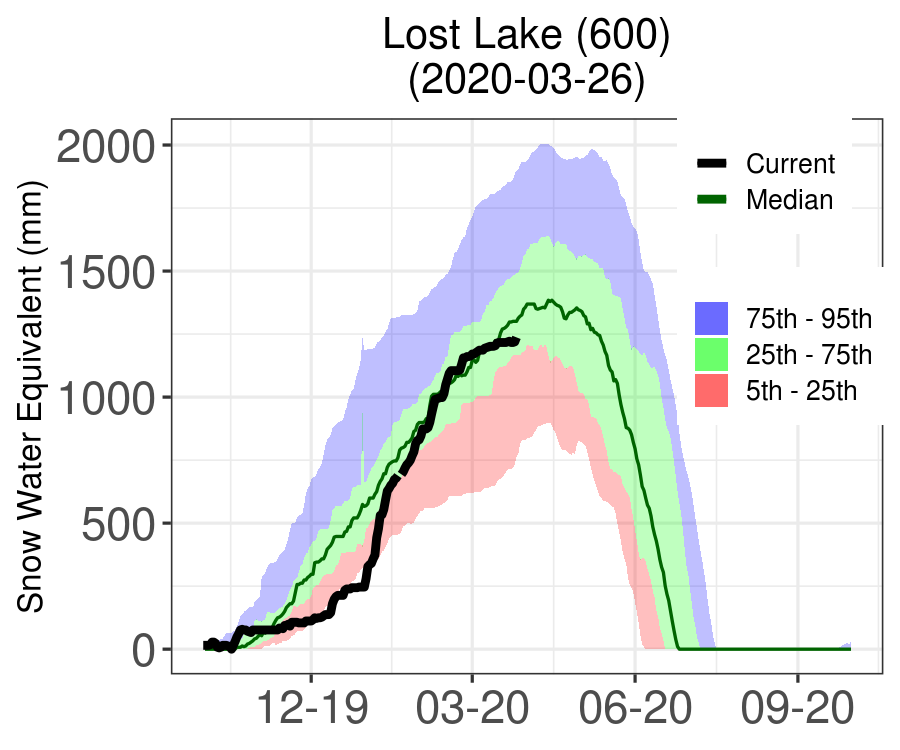 Lost Lake (600)
(2020-03-26)
Snow Water Equivalent (mm)
2000
1500
1000
500
0
12-19
03-20
06-20
09-20
Current
Median
75th - 95th
25th - 75th
5th - 25th